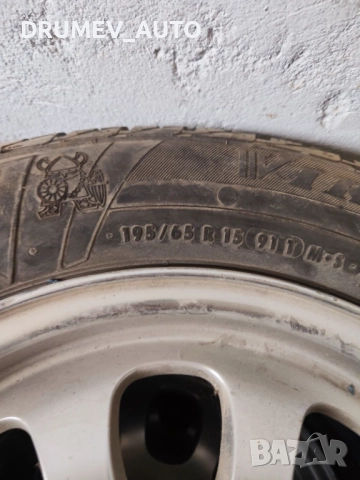 DRUMEV_AUTO
195/65 R 15 (91 T) M+S
BAZAR